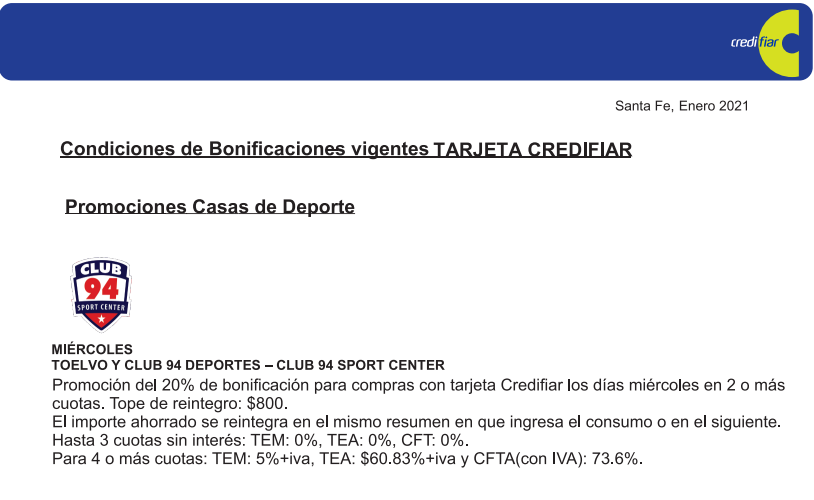 credifiar
Santa Fe, Enero 2021
Condiciones de Bonificaciones vigentes TARJETA CREDIFIAR
Promociones Casas de Deporte
CLUB
94
SPORT CENTER
MIÉRCOLES
TOELVO Y CLUB 94 DEPORTES – CLUB 94 SPORT CENTER
Promoción del 20% de bonificación para compras con tarjeta Credifiar los días miércoles en 2 o más
cuotas. Tope de reintegro: $800.
El importe ahorrado se reintegra en el mismo resumen en que ingresa el consumo o en el siguiente.
Hasta 3 cuotas sin interés: TEM: 0%, TEA: 0%, CFT: 0%.
Para 4 o más cuotas: TEM: 5%+iva, TEA: $60.83%+iva y CFTA(con IVA): 73.6%.